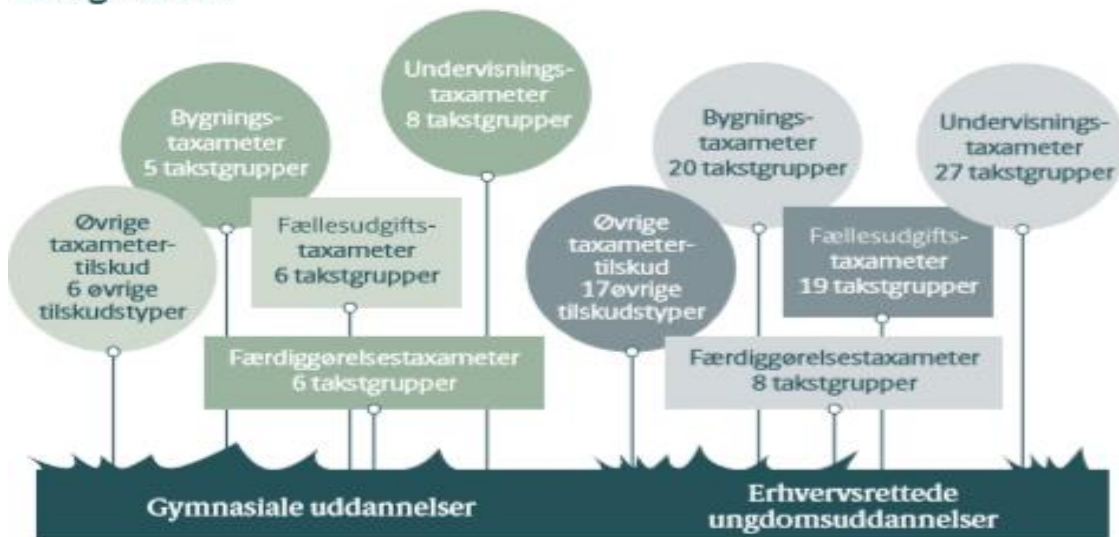 Undervisnings-
taxameter
8 takstgrupper
Bygnings-
taxameter
5 takstgrupper
Øvrige
taxameter-
tilskud
6 øvrige
tilskudstyper
Fællesudgifts-
taxameter
6 takstgrupper
Færdiggørelsestaxameter
6 takstgrupper
Gymnasiale uddannelser
Bygnings-
taxameter
20 takstgrupper
Undervisnings-
taxameter
27 takstgrupper
Øvrige
taxameter-
tilskud
17øvrige
tilskudstyper
Fællesudgifts-
taxameter
19 takstgrupper
Færdiggørelsestaxameter
8 takstgrupper
Erhvervsrettede
ungdomsuddannelser